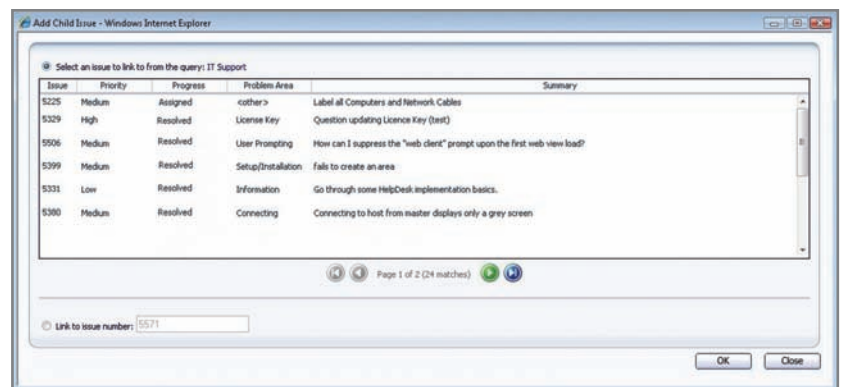 Add Child Issue - Windows Internet Explorer
Select an issue to link to from the query: IT Support
Issue Priority Progress Problem Area Summary
5225 Medium Assigned <other> Label all Computers and Network Cables
5329 High Resolved License Key Question updating Licence Key (test)
5506 Medium Resolved User Prompting How can I suppress the "web client" prompt upon the first web view load?
5399 Medium Resolved Setup/Installation fails to create an area
5331 Low Resolved Information Go through some HelpDesk implementation basics.
5380 Medium Resolved Connecting Connecting to host from master displays only a grey screen
Page 1 of 2 (24 matches)
Link to issue number: 5571
OK Close